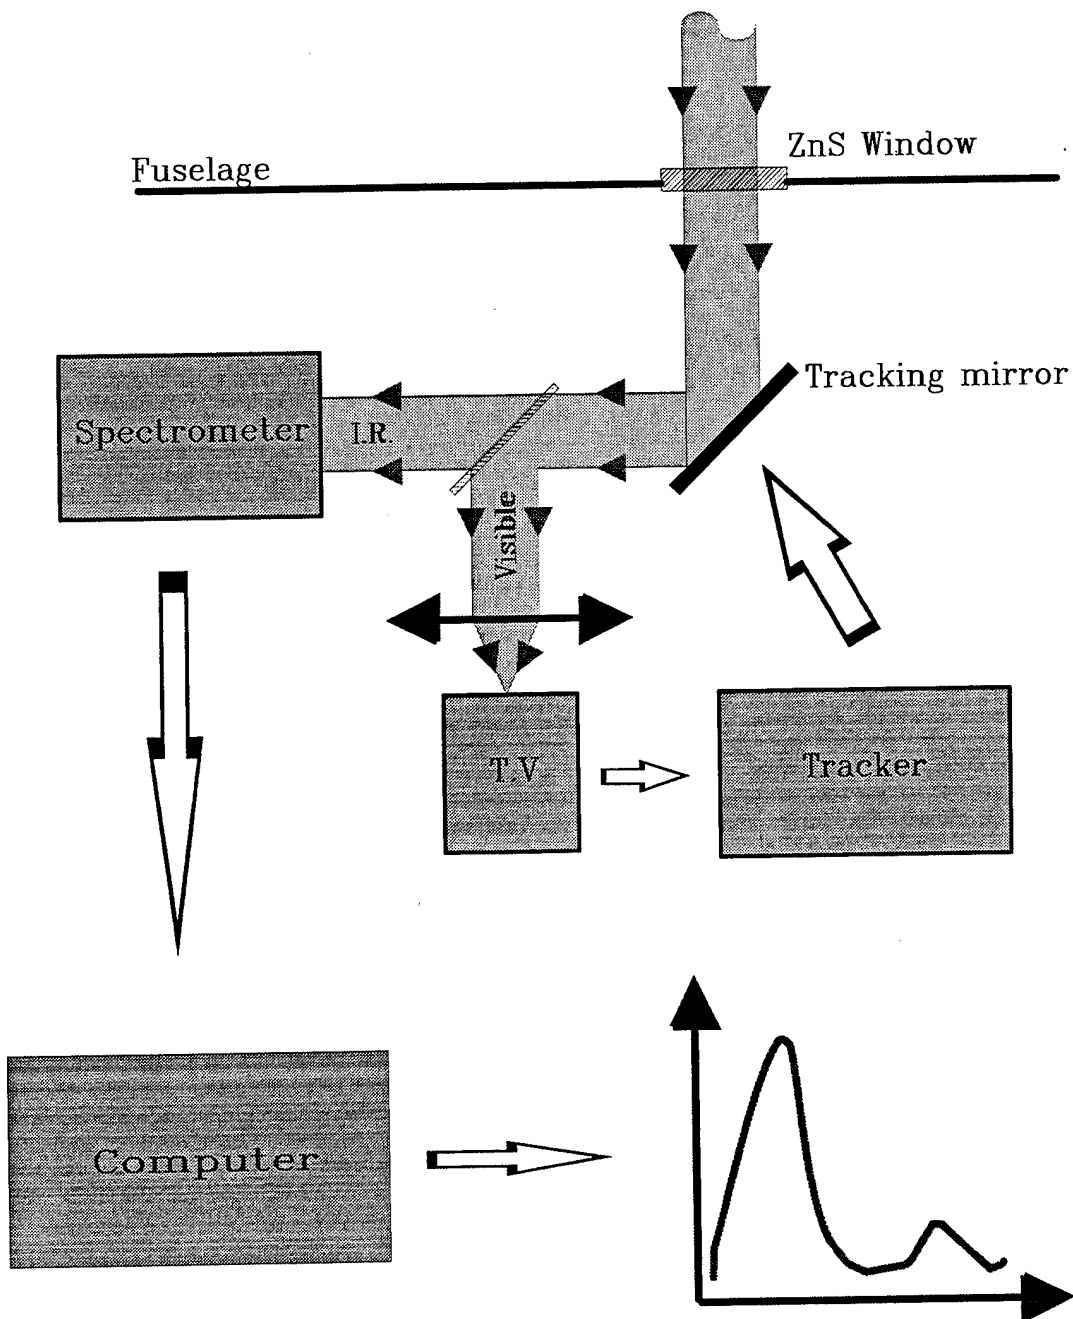 ZnS Window
Fuselage
Tracking mirror
Spectrometer
I.R.
Visible
T.V
Tracker
Computer